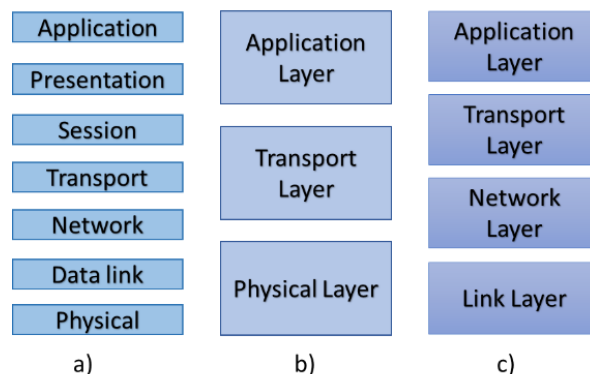 Application
Presentation
Session
Transport
Network
Data link
Physical
a)
Application
Layer
Transport
Layer
Physical Layer
b)
Application
Layer
Transport
Layer
Network
Layer
Link Layer
c)